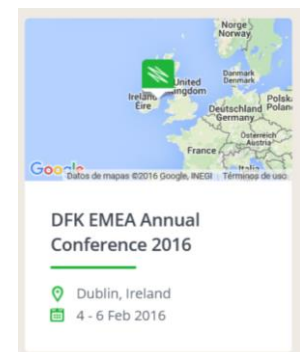 Norge
Norway
Danmark
Denmark
United
Kingdom
Ireland
Éire
Polska
Poland
Deutschland
Germany
Österreich
Austria
France
Italia
Google
Datos de mapas ©2016 Google, INEGI
Términos de uso
DFK EMEA Annual
Conference 2016
Dublin, Ireland
4 - 6 Feb 2016